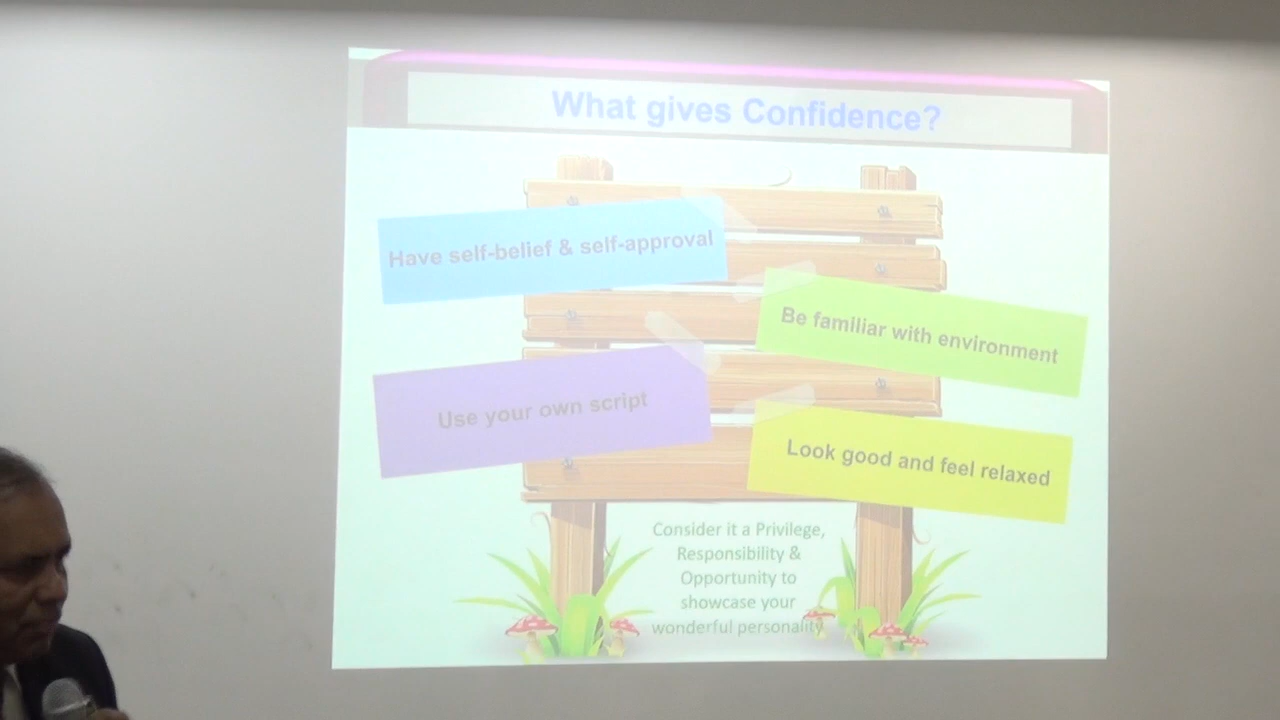 What gives Confidence?
Have self-belief & self-approval
Be familiar with environment
Use your own script
Look good and feel relaxed
Consider it a Privilege,
Responsibility &
Opportunity to
showcase your
wonderful personality